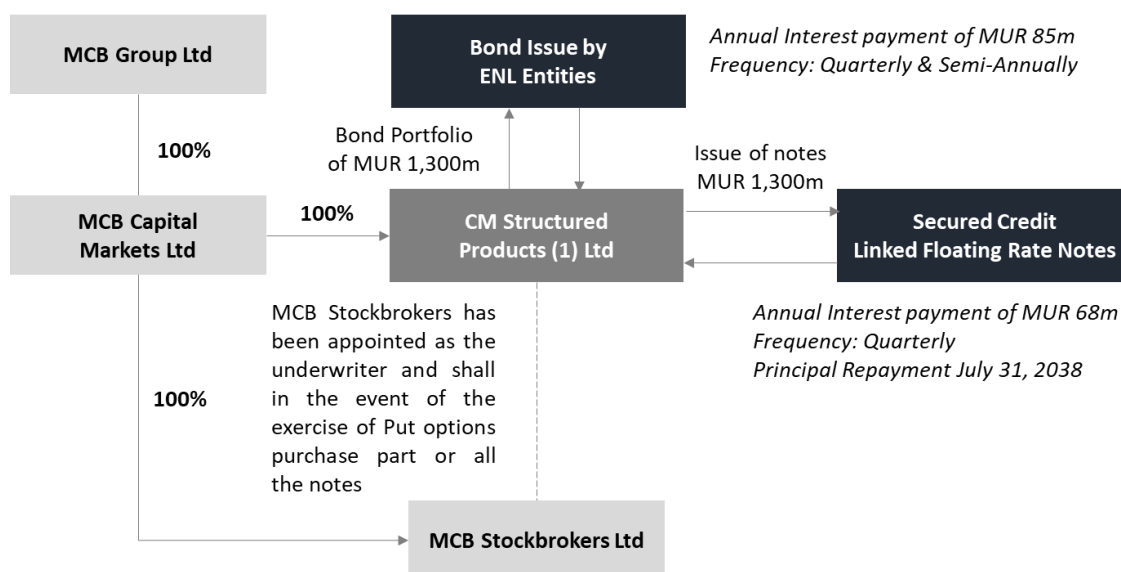 MCB Group Ltd
Bond Issue by
ENL Entities
Annual Interest payment of MUR 85m
Frequency: Quarterly & Semi-Annually
100%
Bond Portfolio
of MUR 1,300m
Issue of notes
MUR 1,300m
MCB Capital
Markets Ltd
100%
CM Structured
Products (1) Ltd
Secured Credit
Linked Floating Rate Notes
MCB Stockbrokers has
been appointed as the
underwriter and shall
in the event of the
exercise of Put options
purchase part or all
the notes
Annual Interest payment of MUR 68m
Frequency: Quarterly
Principal Repayment July 31, 2038
100%
MCB Stockbrokers Ltd